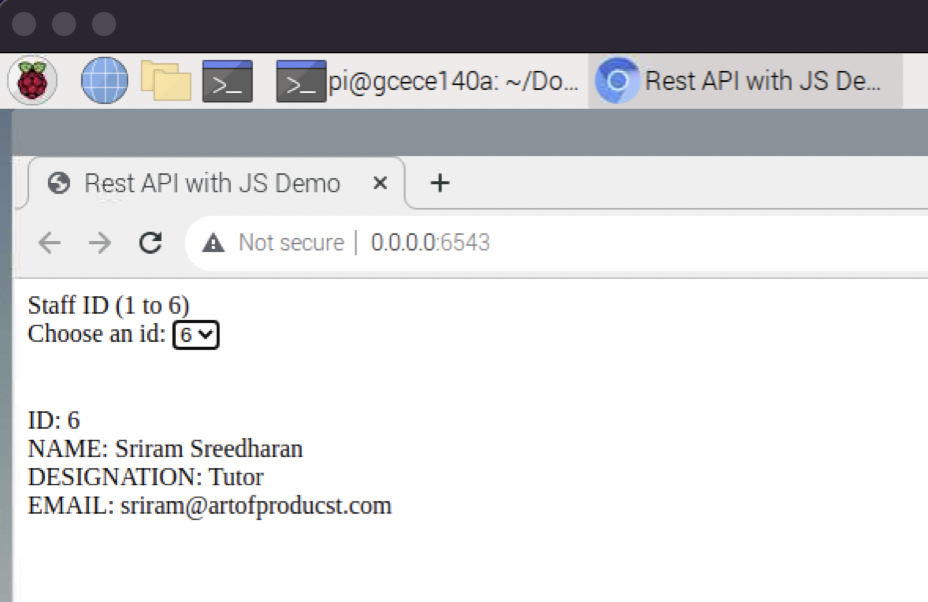 pi@gcece140a: ~/Do...
Rest API with JS De...
Rest API with JS Demo
Not secure | 0.0.0.0:6543
Staff ID (1 to 6)
Choose an id: 6
ID: 6
NAME: Sriram Sreedharan
DESIGNATION: Tutor
EMAIL: sriram@artofproducst.com